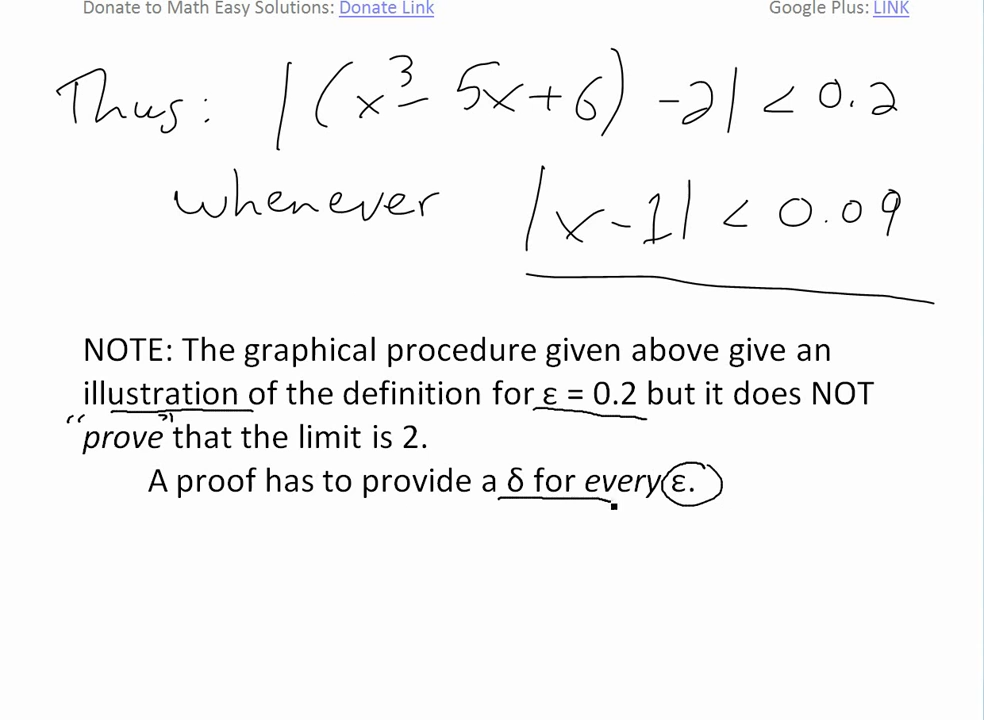 Donate to Math Easy Solutions: Donate Link Google Plus: LINK
Thus: |(x³ - 5x + 6) - 2| < 0.2
whenever |x - 1| < 0.09
NOTE: The graphical procedure given above give an
illustration of the definition for ε = 0.2 but it does NOT
"prove" that the limit is 2.
A proof has to provide a δ for every ε.